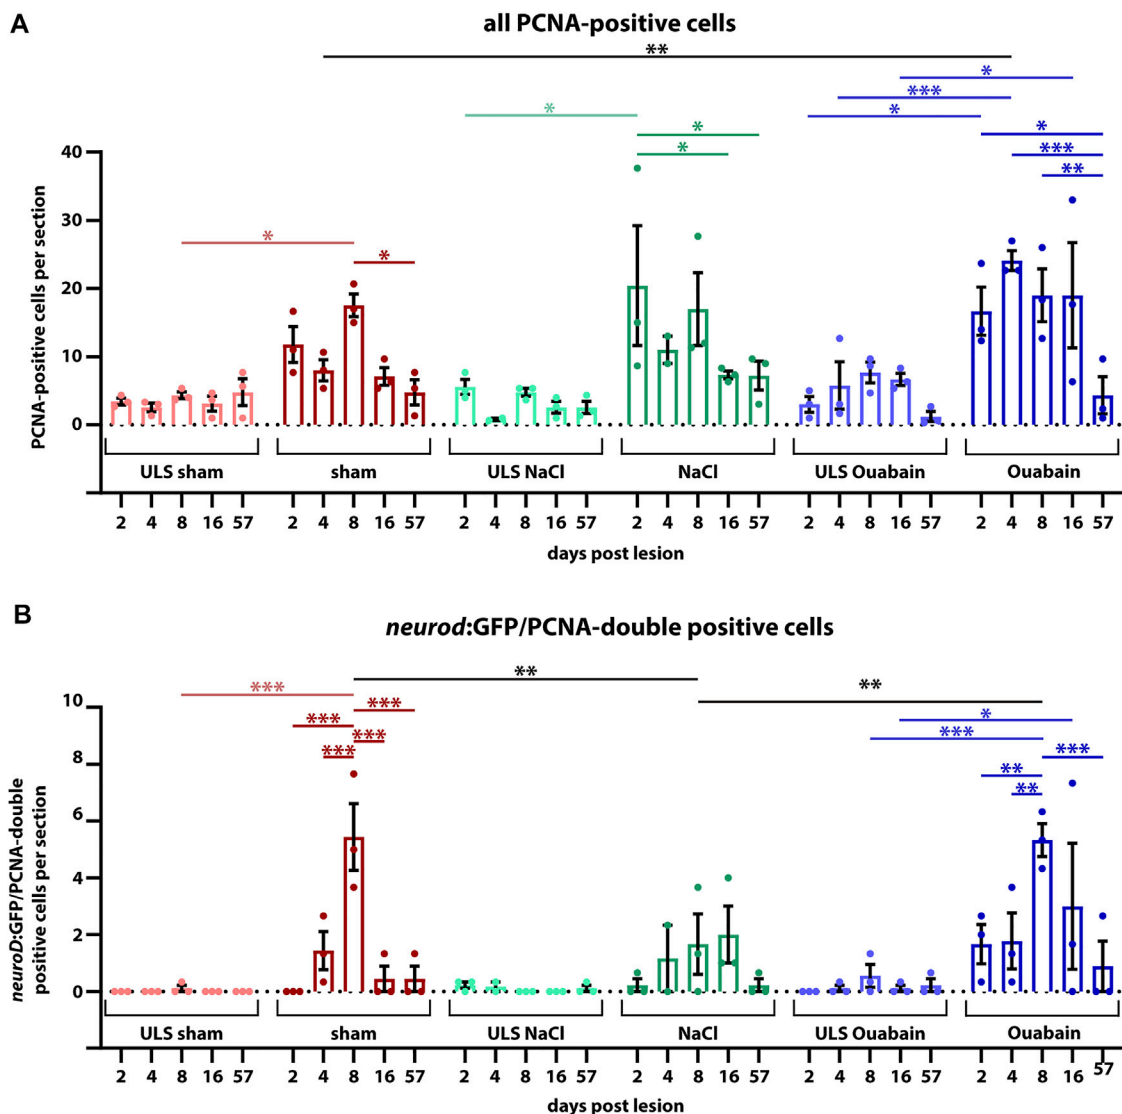 A
all PCNA-positive cells
**
*
***
* * *
* *
* ***
**
* *
PCNA-positive cells per section
40
30
20
10
0
ULS sham sham ULS NaCl NaCl ULS Ouabain Ouabain
2 4 8 16 57 2 4 8 16 57 2 4 8 16 57 2 4 8 16 57 2 4 8 16 57 2 4 8 16 57
days post lesion
B
neurod:GFP/PCNA-double positive cells
** **
***
*** *
*** ***
*** ***
*** **
**
neuroD:GFP/PCNA-double
positive cells per section
10
8
6
4
2
0
ULS sham sham ULS NaCl NaCl ULS Ouabain Ouabain
2 4 8 16 57 2 4 8 16 57 2 4 8 16 57 2 4 8 16 57 2 4 8 16 57 2 4 8 16 57
days post lesion